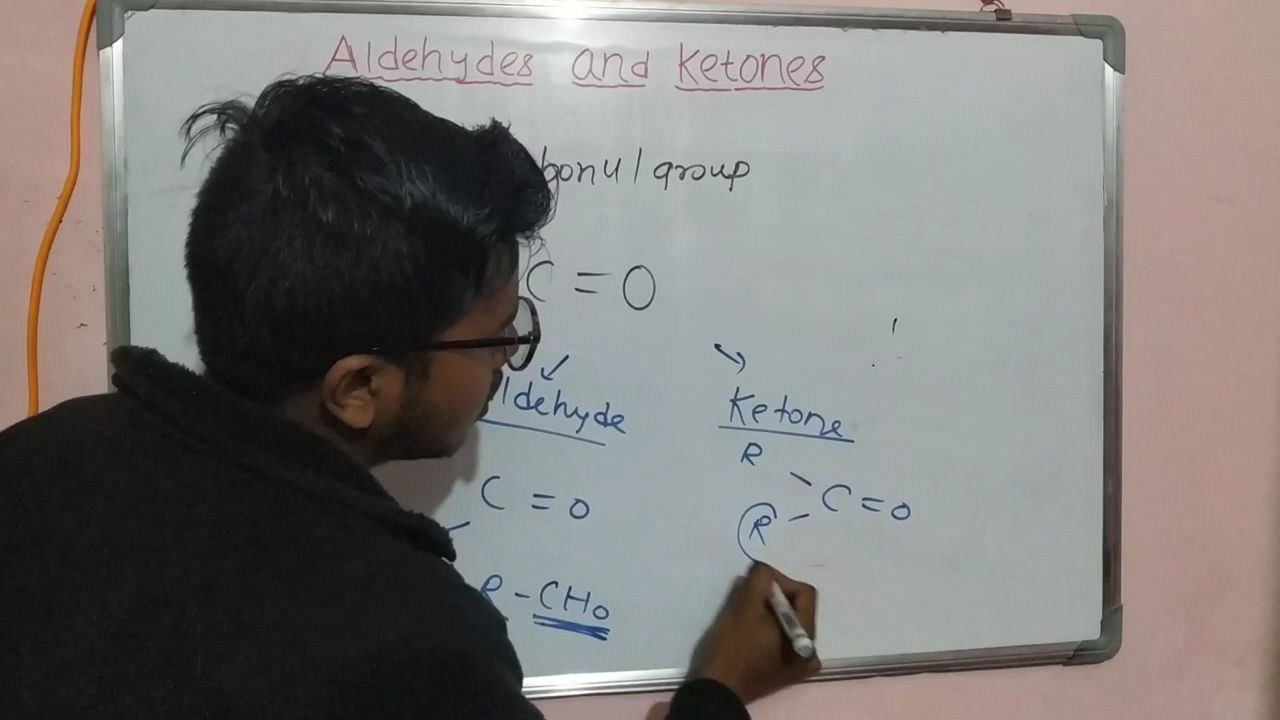 Aldehydes and Ketones
bonyl group
C = O
ldehyde Ketone
R
C = O C = O
R
R - CHO